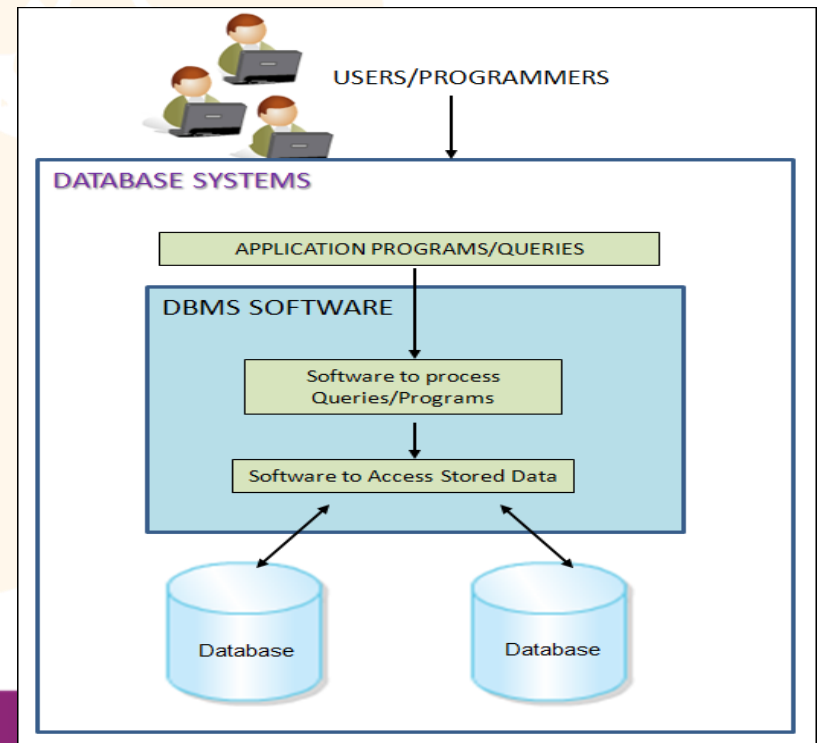 USERS/PROGRAMMERS
DATABASE SYSTEMS
APPLICATION PROGRAMS/QUERIES
DBMS SOFTWARE
Software to process
Queries/Programs
Software to Access Stored Data
Database
Database